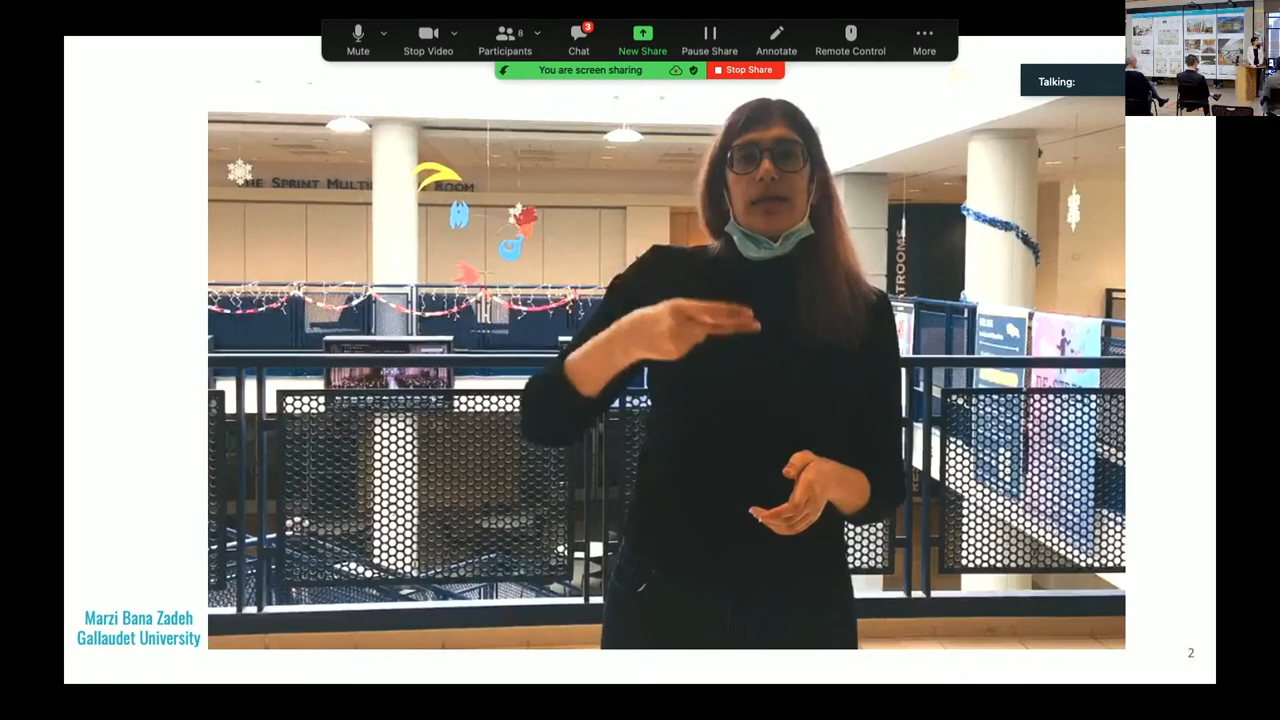 3
8
Mute
Stop Video
Participants
Chat
New Share
Pause Share
Annotate
Remote Control
More
You are screen sharing
Stop Share
Talking:
THE SPRINT MULTI
ROOM
Marzi Bana Zadeh
Gallaudet University
2